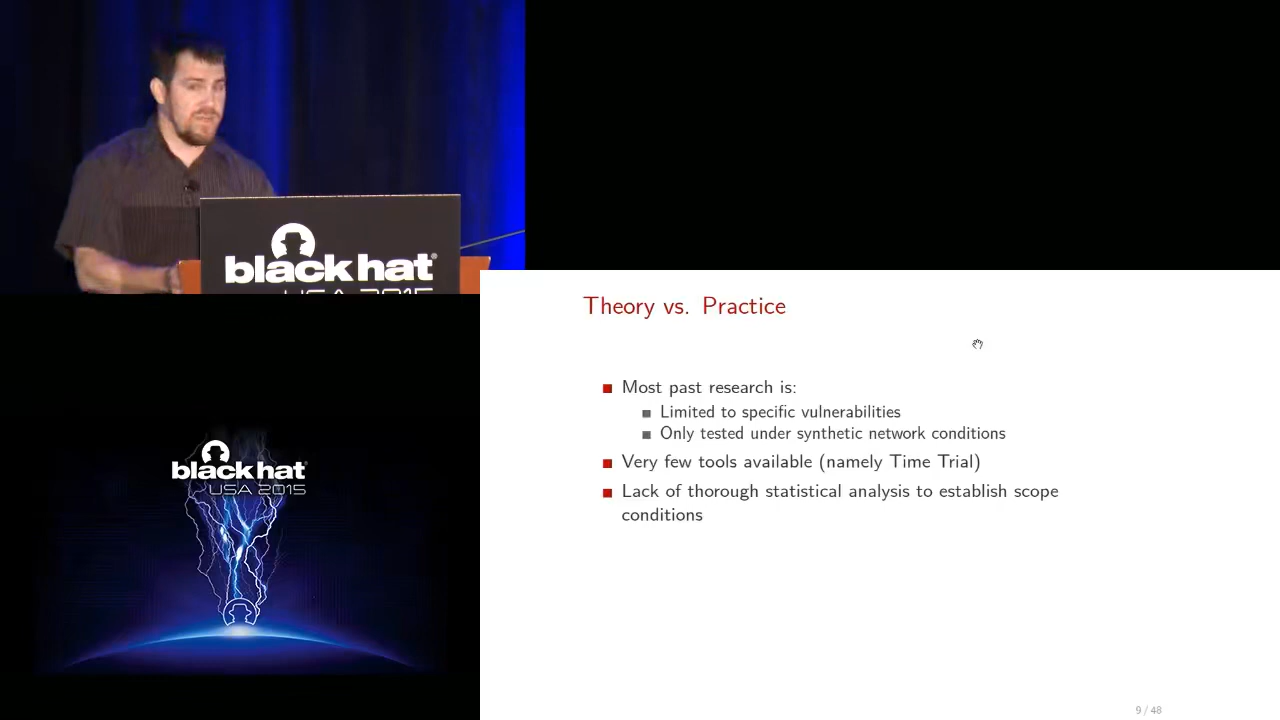 black hat®
USA 2015
Theory vs. Practice
Most past research is:
Limited to specific vulnerabilities
Only tested under synthetic network conditions
Very few tools available (namely Time Trial)
Lack of thorough statistical analysis to establish scope
conditions
black hat®
USA 2015
9 / 48